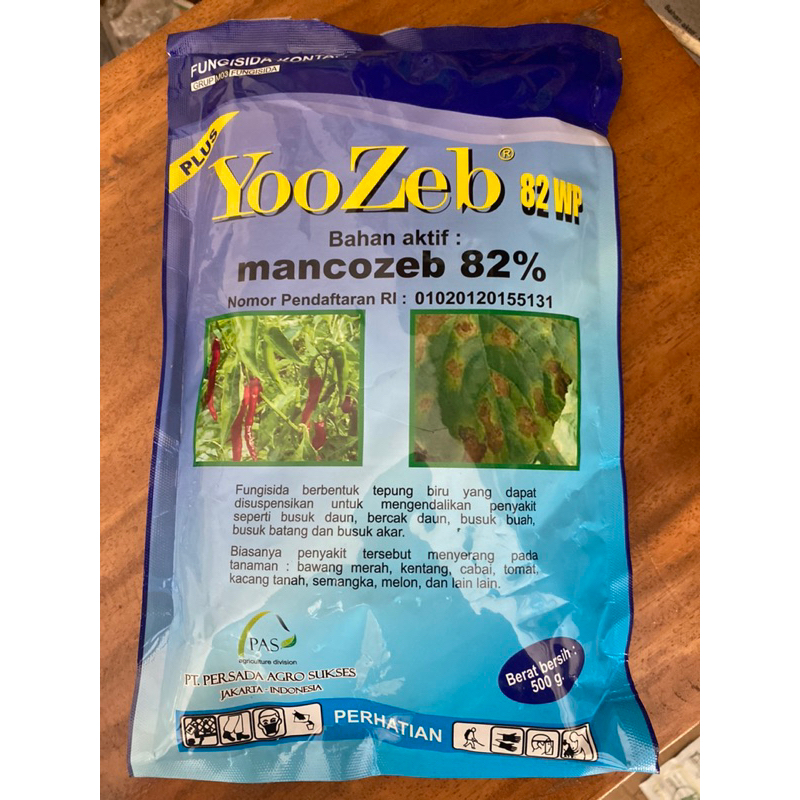 FUNGISIDA KONTA
GRUP M03 FUNGISIDA
PLUS
YooZeb® 82 WP
Bahan aktif :
mancozeb 82%
Nomor Pendaftaran RI : 01020120155131
Fungisida berbentuk tepung biru yang dapat
disuspensikan untuk mengendalikan penyakit
seperti busuk daun, bercak daun, busuk buah,
busuk batang dan busuk akar.
Biasanya penyakit tersebut menyerang pada
tanaman : bawang merah, kentang, cabai, tomat,
kacang tanah, semangka, melon, dan lain lain.
PAS
agriculture division
PT. PERSADA AGRO SUKSES
JAKARTA - INDONESIA
Berat bersih :
500 g.
PERHATIAN